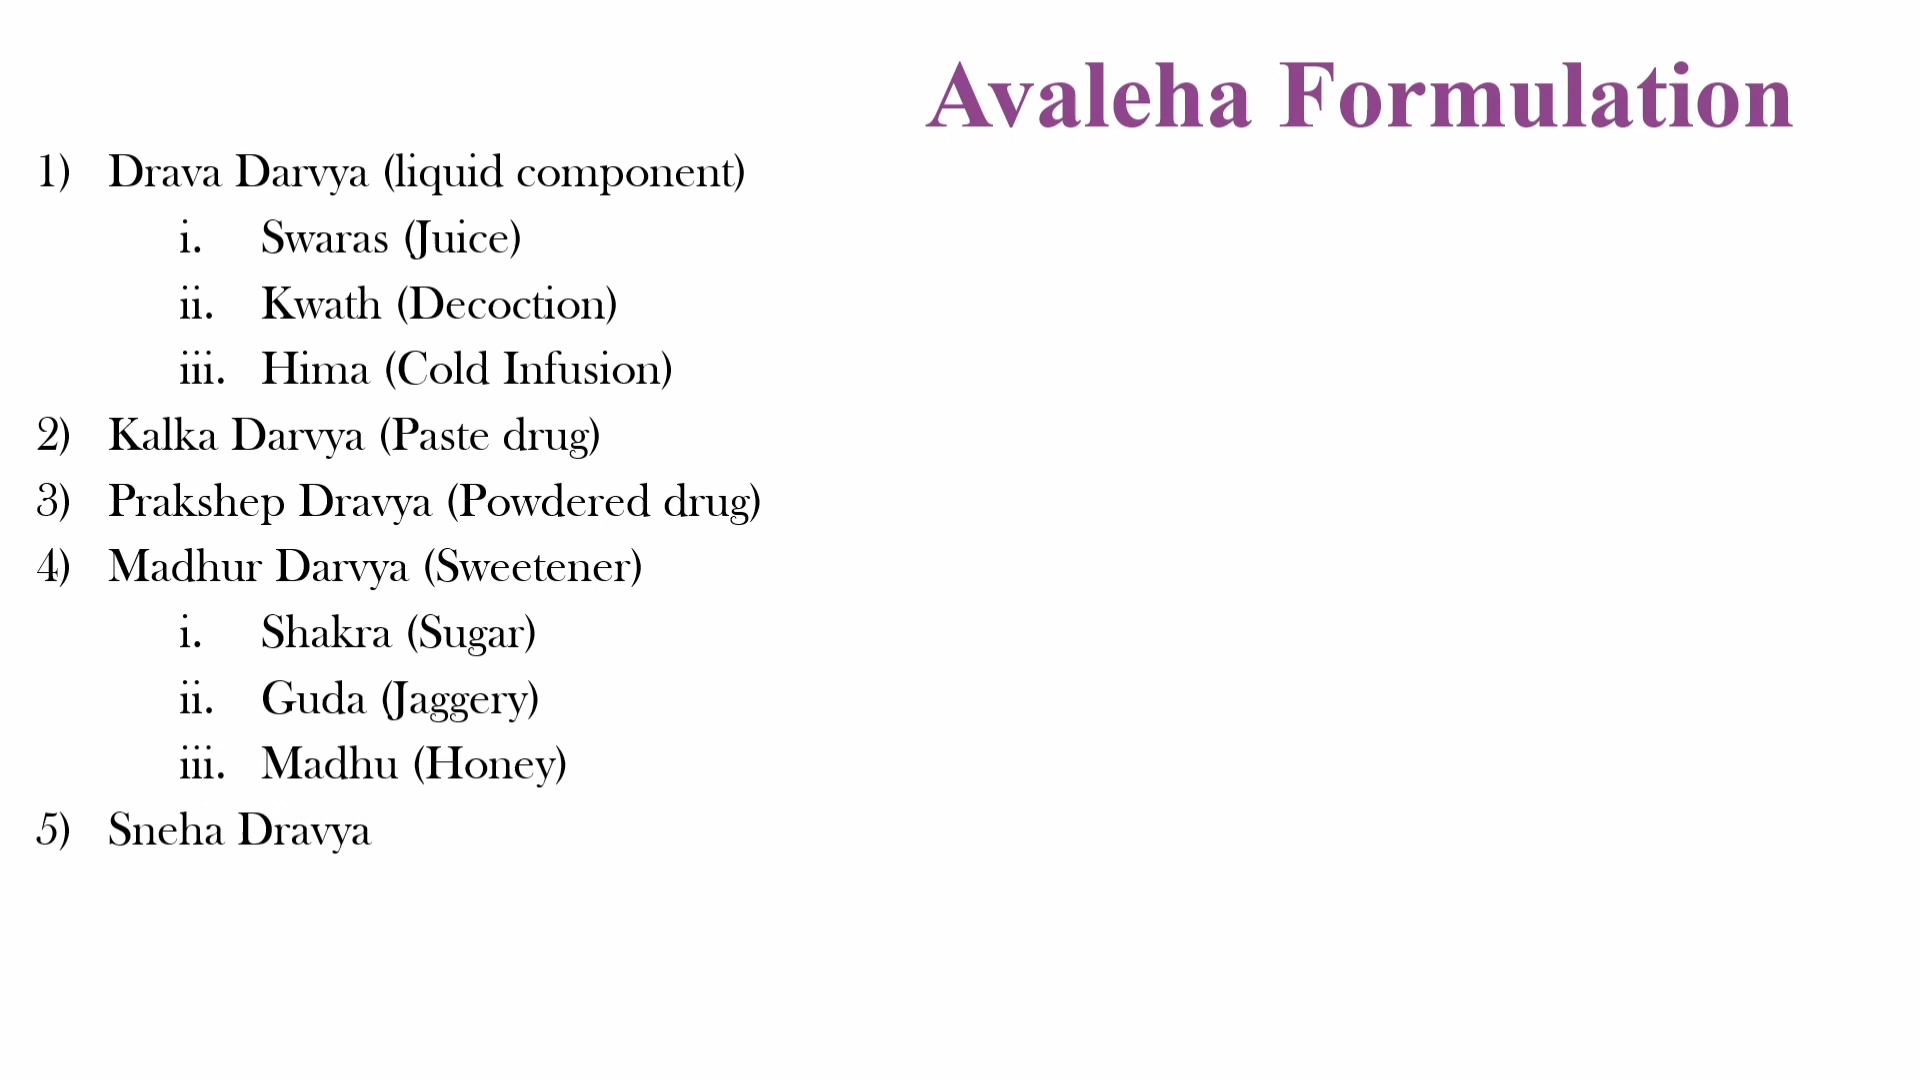 Avaleha Formulation
1) Drava Darvya (liquid component)
i. Swaras (Juice)
ii. Kwath (Decoction)
iii. Hima (Cold Infusion)
2) Kalka Darvya (Paste drug)
3) Prakshep Dravya (Powdered drug)
4) Madhur Darvya (Sweetener)
i. Shakra (Sugar)
ii. Guda (Jaggery)
iii. Madhu (Honey)
5) Sneha Dravya